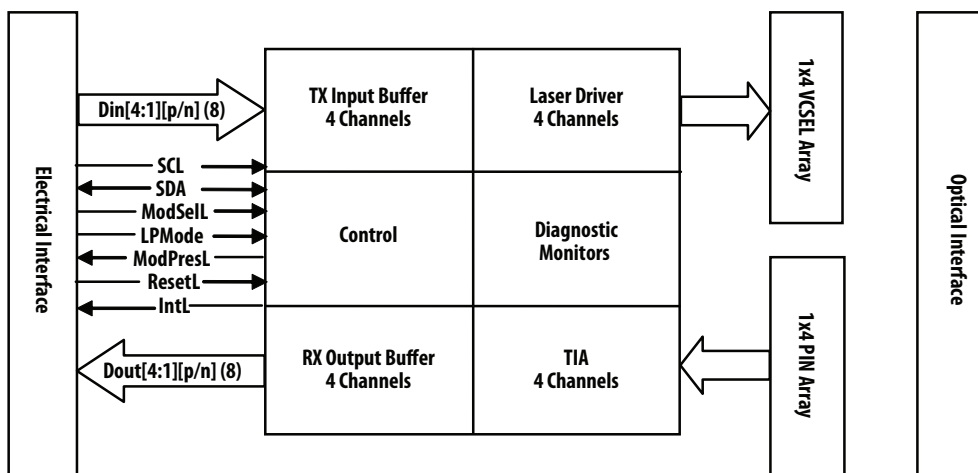 Electrical Interface
Din[4:1][p/n] (8)
SCL
SDA
ModSelL
LPMode
ModPresL
ResetL
IntL
Dout[4:1][p/n] (8)
TX Input Buffer
4 Channels
Laser Driver
4 Channels
Control
Diagnostic
Monitors
RX Output Buffer
4 Channels
TIA
4 Channels
1x4 VCSEL Array
1x4 PIN Array
Optical Interface